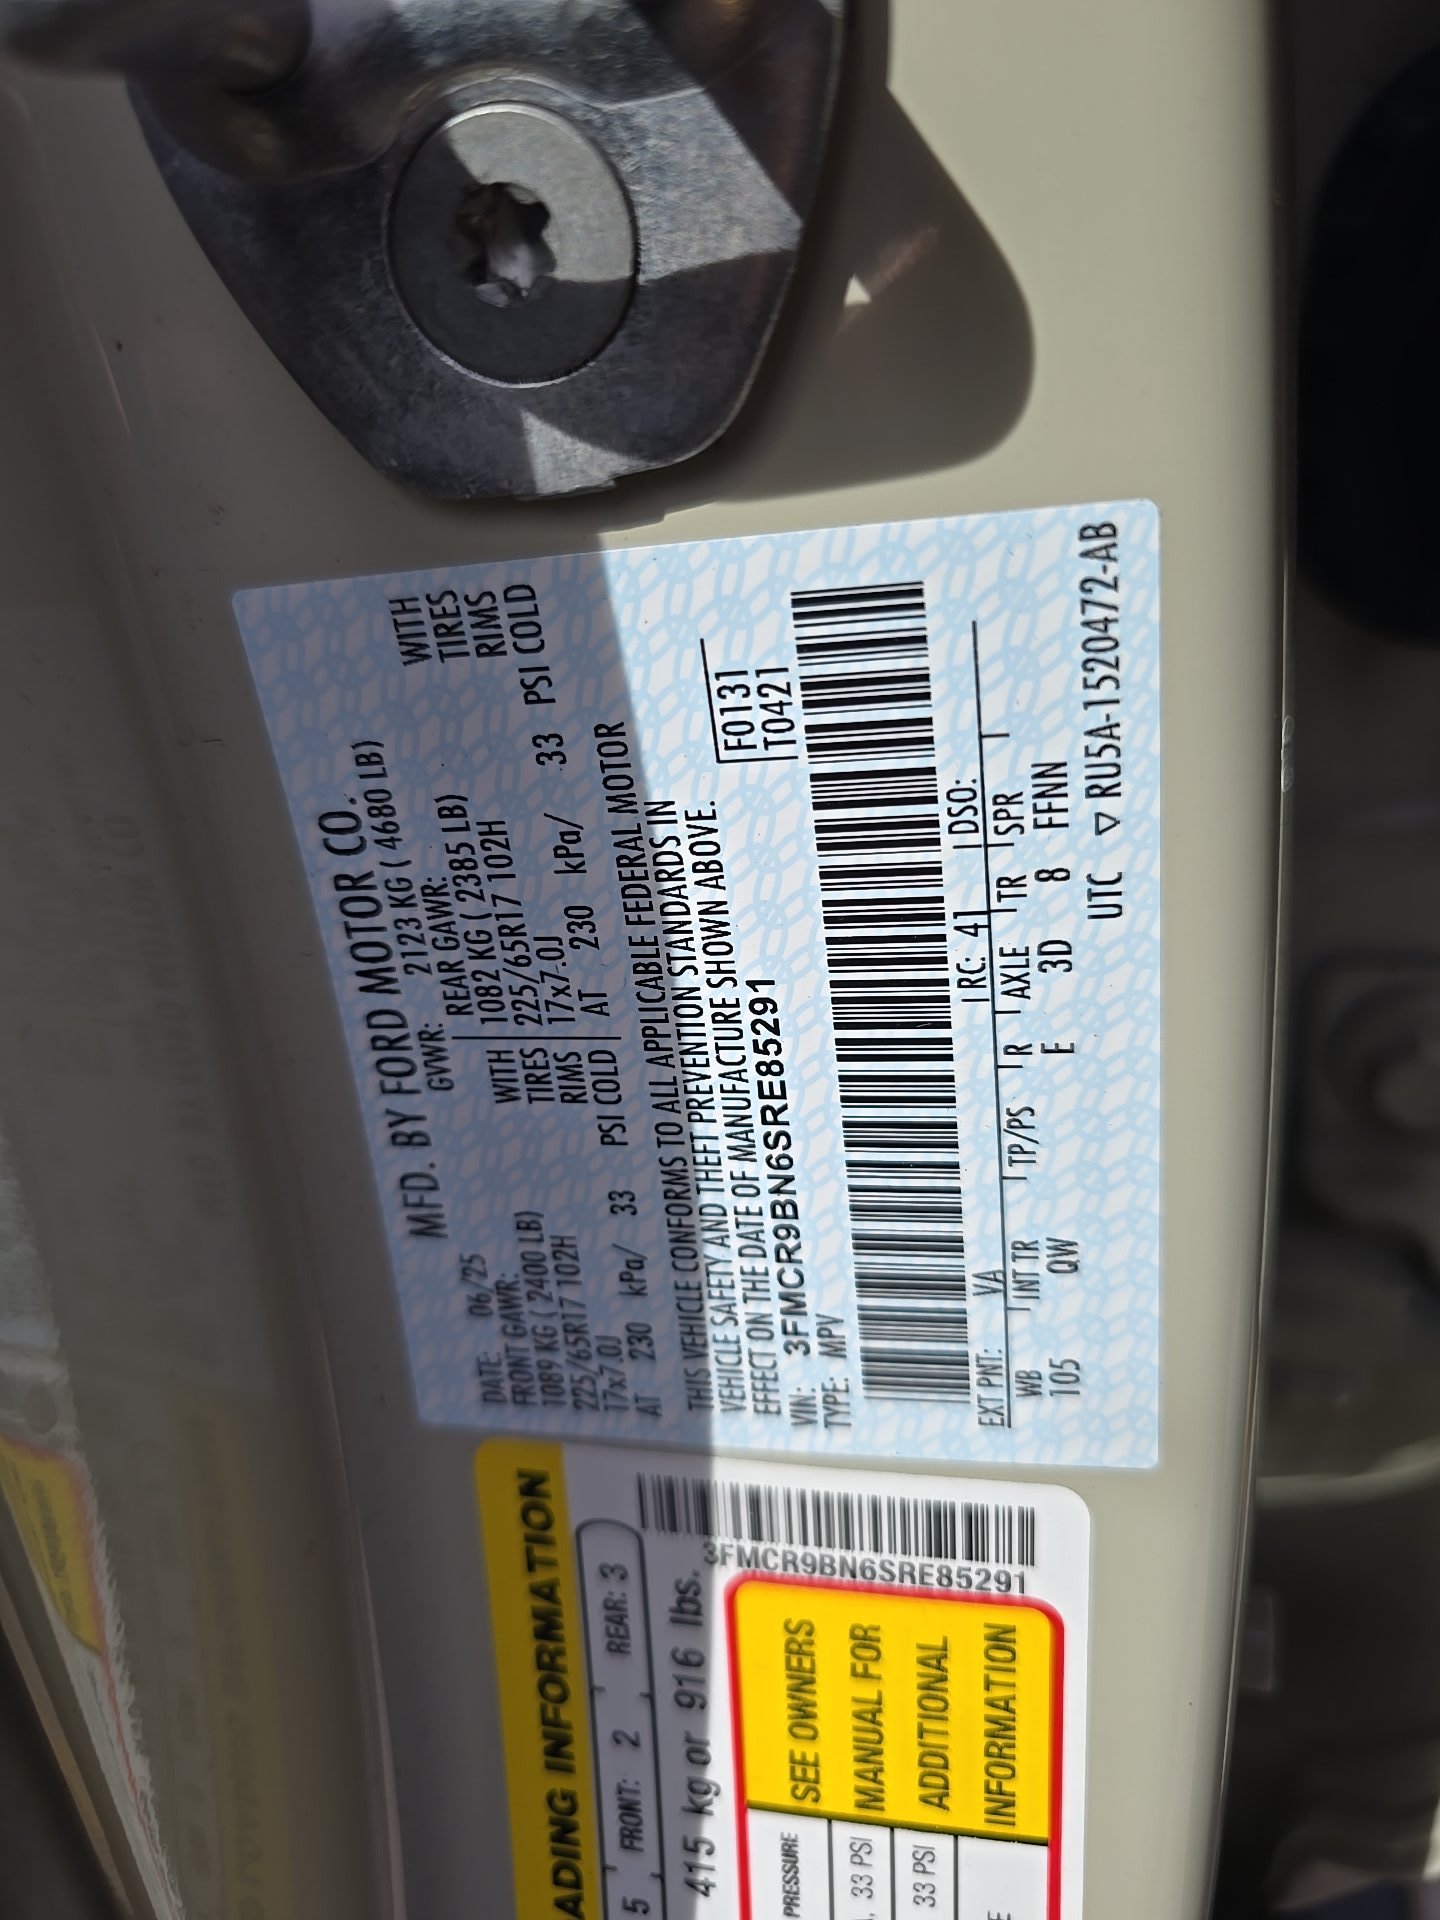 MFD. BY FORD MOTOR CO.
DATE: 06/25 GVWR: 2123 KG ( 4680 LB)
FRONT GAWR: REAR GAWR:
1089 KG ( 2400 LB) WITH 1082 KG ( 2385 LB) WITH
225/65R17 102H TIRES 225/65R17 102H TIRES
17x7.0J RIMS 17x7.0J RIMS
AT 230 kPa/ 33 PSI COLD AT 230 kPa/ 33 PSI COLD
THIS VEHICLE CONFORMS TO ALL APPLICABLE FEDERAL MOTOR
VEHICLE SAFETY AND THEFT PREVENTION STANDARDS IN
EFFECT ON THE DATE OF MANUFACTURE SHOWN ABOVE.
VIN: 3FMCR9BN6SRE85291 F0131
TYPE: MPV T0421
EXT PNT: VA RC: 41 DSO:
WB INT TR TP/PS R AXLE TR SPR
105 QW E 3D 8 FFNN
UTC ▽ RU5A-1520472-AB
ADING INFORMATION
5 FRONT: 2 REAR: 3
415 kg or 916 lbs.
3FMCR9BN6SRE85291
PRESSURE
33 PSI
33 PSI
SEE OWNERS
MANUAL FOR
ADDITIONAL
INFORMATION